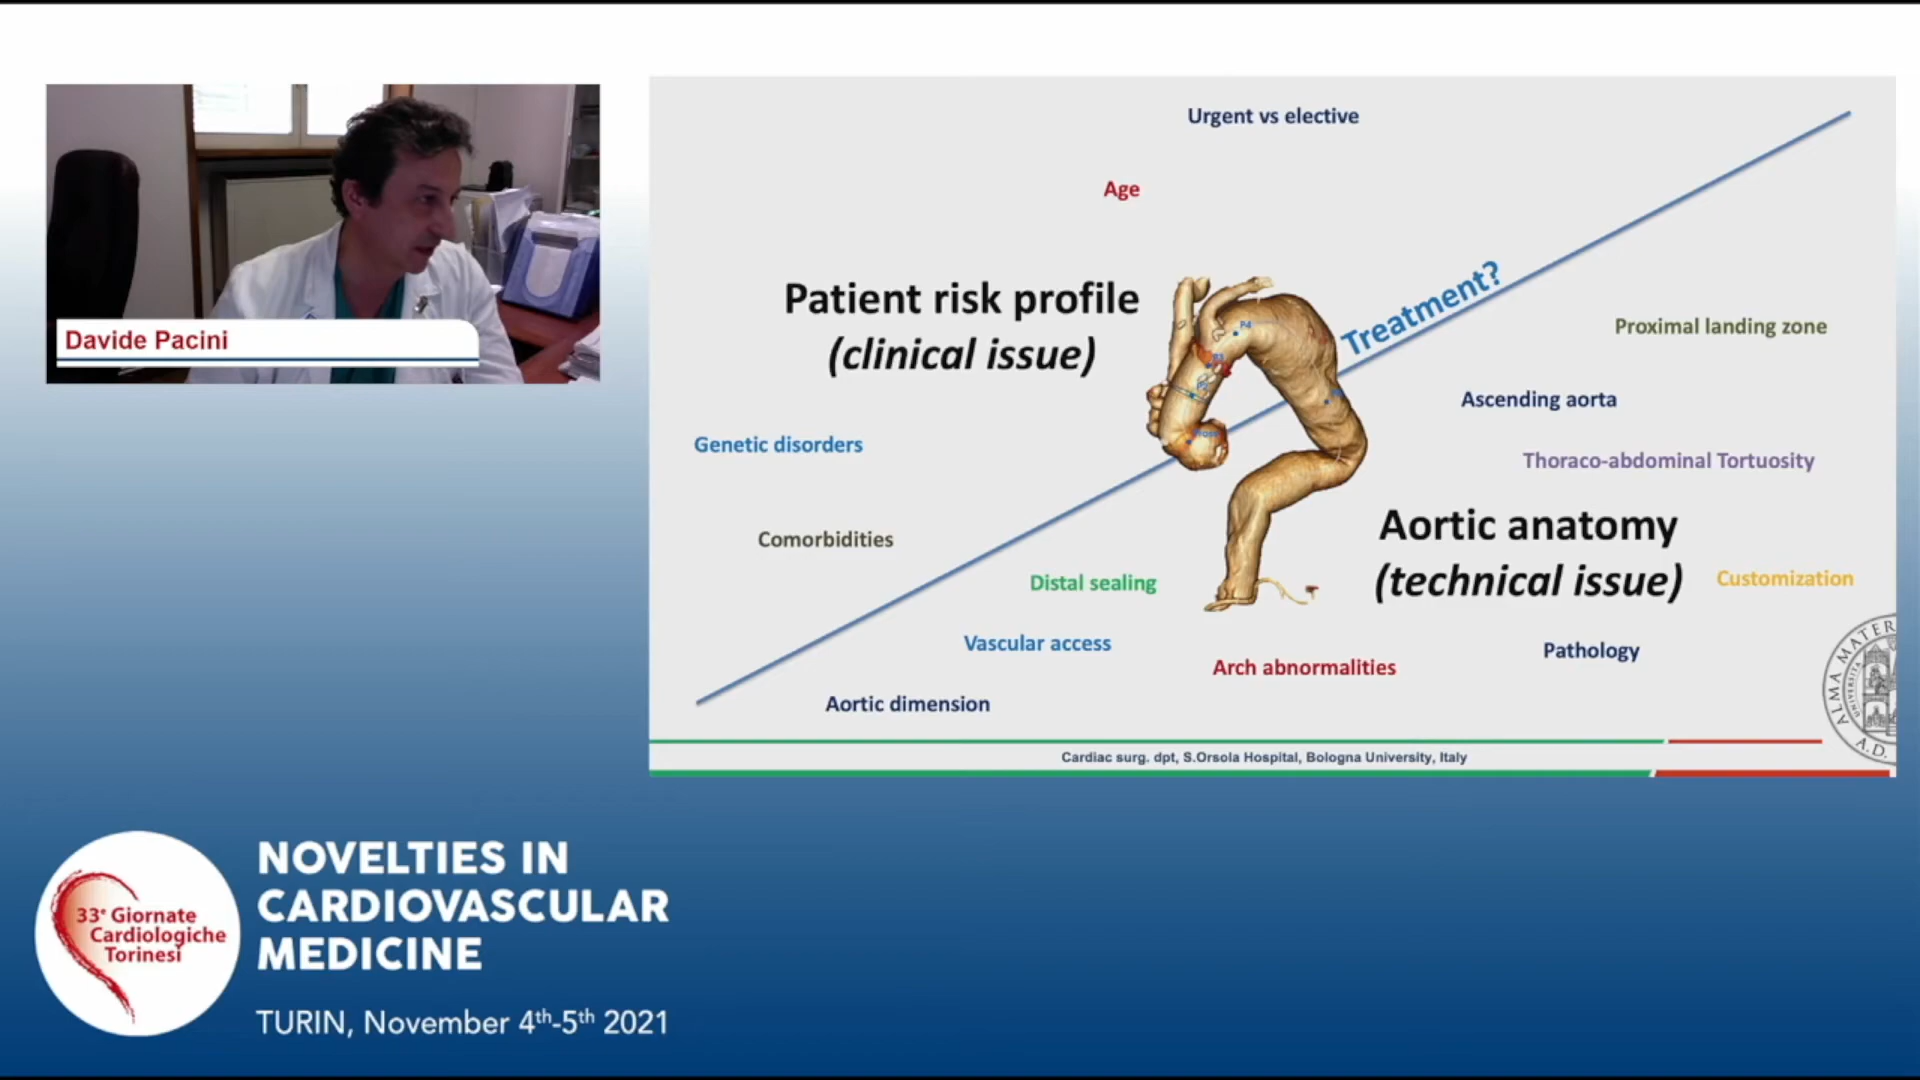 Davide Pacini
Urgent vs elective
Age
Patient risk profile
(clinical issue)
Treatment?
Proximal landing zone
Ascending aorta
Genetic disorders
Thoraco-abdominal Tortuosity
Comorbidities
Aortic anatomy
(technical issue)
Distal sealing
Customization
Vascular access
Arch abnormalities
Pathology
Aortic dimension
P4
ALMA MATER
A.D.
Cardiac surg. dpt, S.Orsola Hospital, Bologna University, Italy
33° Giornate
Cardiologiche
Torinesi
NOVELTIES IN
CARDIOVASCULAR
MEDICINE
TURIN, November 4th-5th 2021